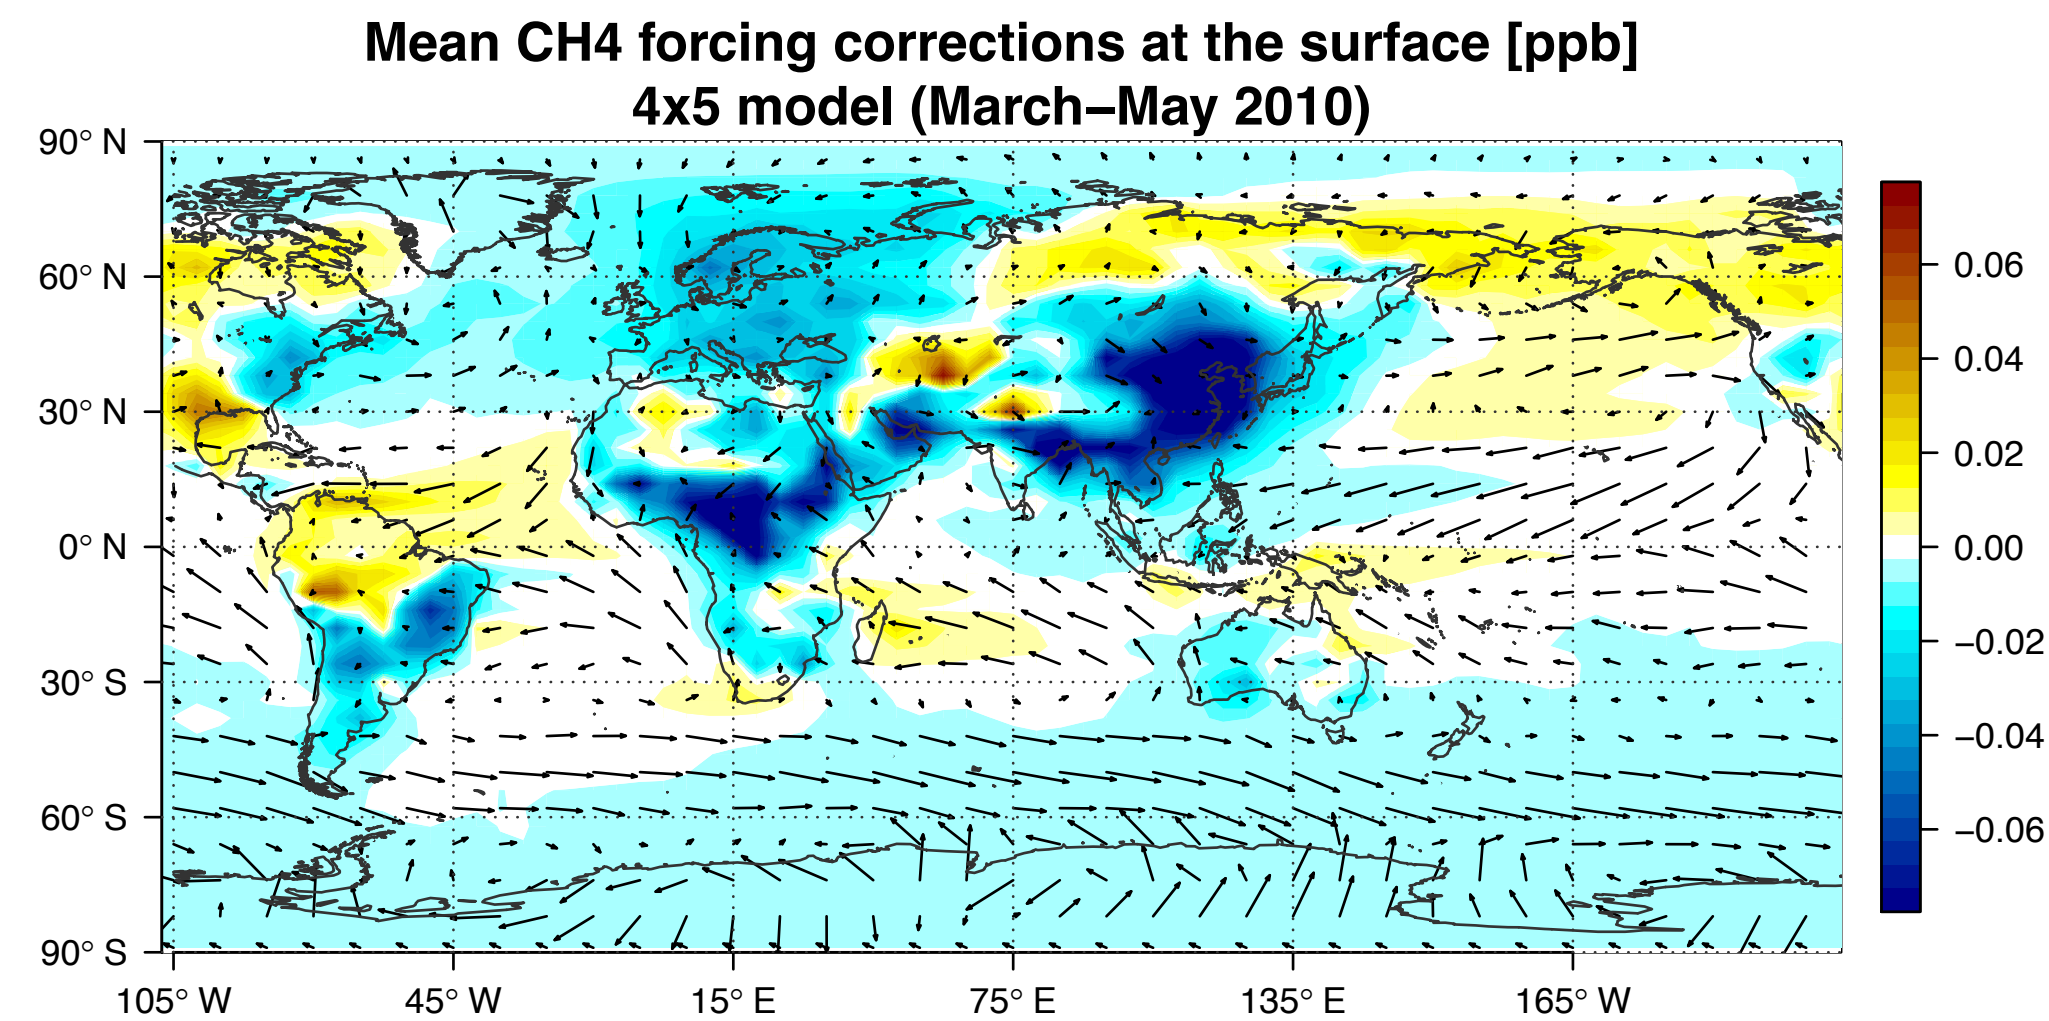 Mean CH4 forcing corrections at the surface [ppb]
4x5 model (March−May 2010)
90° N
60° N
30° N
0° N
30° S
60° S
90° S
105° W
45° W
15° E
75° E
135° E
165° W
0.06
0.04
0.02
0.00
−0.02
−0.04
−0.06